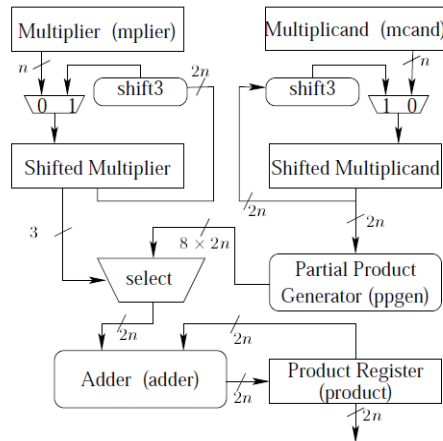 Multiplier (mplier)
Multiplicand (mcand)
n
2n
n
0 1
shift3
shift3
1 0
Shifted Multiplier
Shifted Multiplicand
2n
2n
3
8 × 2n
select
Partial Product
Generator (ppgen)
2n
2n
Adder (adder)
2n
Product Register
(product)
2n